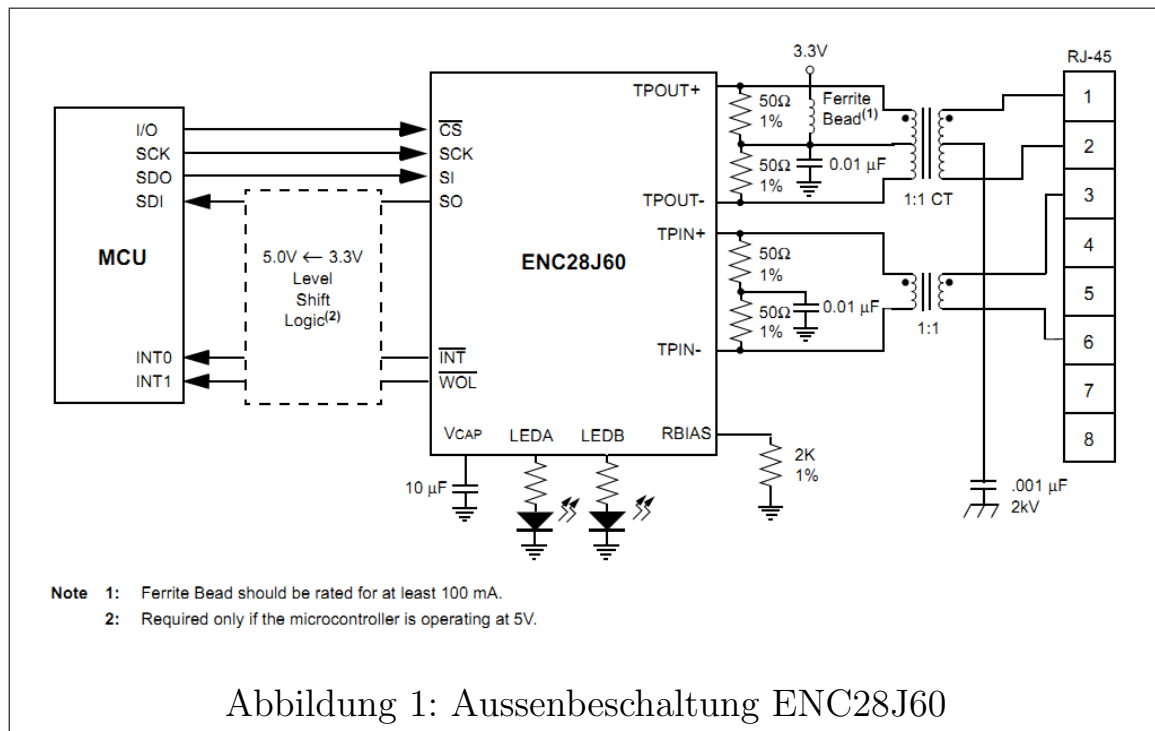 MCU
I/O
SCK
SDO
SDI
INT0
INT1
5.0V ← 3.3V
Level
Shift
Logic(2)
ENC28J60
CS
SCK
SI
SO
INT
WOL
VCAP
LEDA
LEDB
RBIAS
TPOUT+
TPOUT-
TPIN+
TPIN-
10 µF
2K
1%
3.3V
50Ω
1%
Ferrite
Bead(1)
50Ω
1%
0.01 µF
1:1 CT
50Ω
1%
50Ω
1%
0.01 µF
1:1
RJ-45
1
2
3
4
5
6
7
8
.001 µF
2kV
Note 1: Ferrite Bead should be rated for at least 100 mA.
2: Required only if the microcontroller is operating at 5V.
Abbildung 1: Aussenbeschaltung ENC28J60